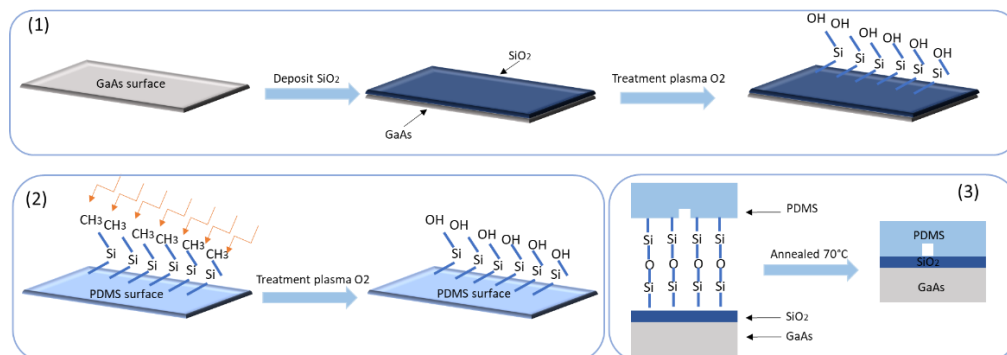 (1)
GaAs surface
Deposit SiO₂
SiO₂
GaAs
Treatment plasma O2
OH OH OH OH OH OH
Si Si Si Si Si Si
(2)
CH3 CH3 CH3 CH3 CH3 CH3
Si Si Si Si Si Si
PDMS surface
Treatment plasma O2
OH OH OH OH OH OH
Si Si Si Si Si Si
PDMS surface
(3)
PDMS
Si Si Si Si
O O O O
Si Si Si Si
SiO₂
GaAs
Annealed 70°C
PDMS
SiO₂
GaAs